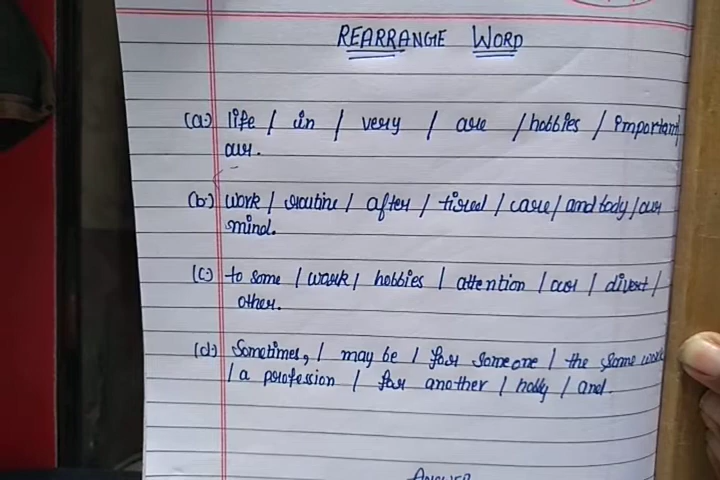 REARRANGE WORD
(a) life / in / very / are / hobbies / important
our.
(b) work / routine / after / tired / care / and body / our
mind.
(c) to some / work / hobbies / attention / our / divert /
other.
(d) Sometimes, / may be / for someone / the same work
/ a profession / for another / hobby / and.
ANSWER